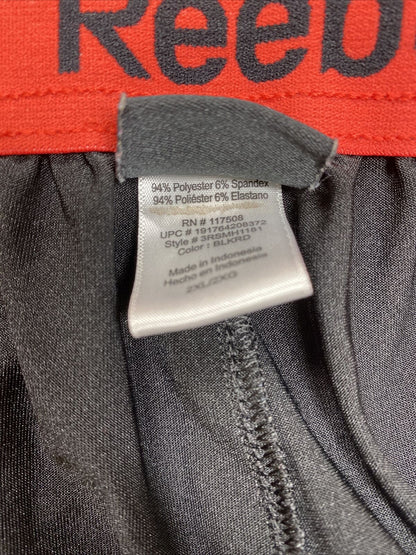 Reeb
94% Polyester 6% Spandex
94% Poliéster 6% Elastano
RN # 117508
UPC # 191764208372
Style # 3RSMH1181
Color : BLKRD
Made in Indonesia
Hecho en Indonesia
2XL/2XG